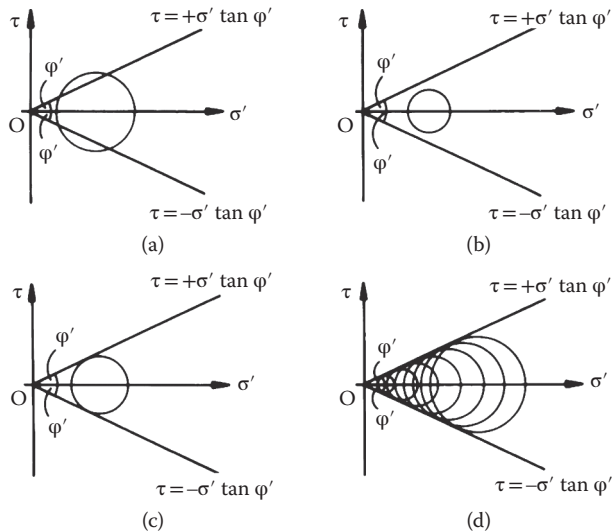 τ τ=+σ′ tan φ′
φ′
O σ′
φ′
τ=−σ′ tan φ′
(a)
τ τ=+σ′ tan φ′
φ′
O σ′
φ′
τ=−σ′ tan φ′
(b)
τ τ=+σ′ tan φ′
φ′
O σ′
φ′
τ=−σ′ tan φ′
(c)
τ τ=+σ′ tan φ′
φ′
O σ′
φ′
τ=−σ′ tan φ′
(d)